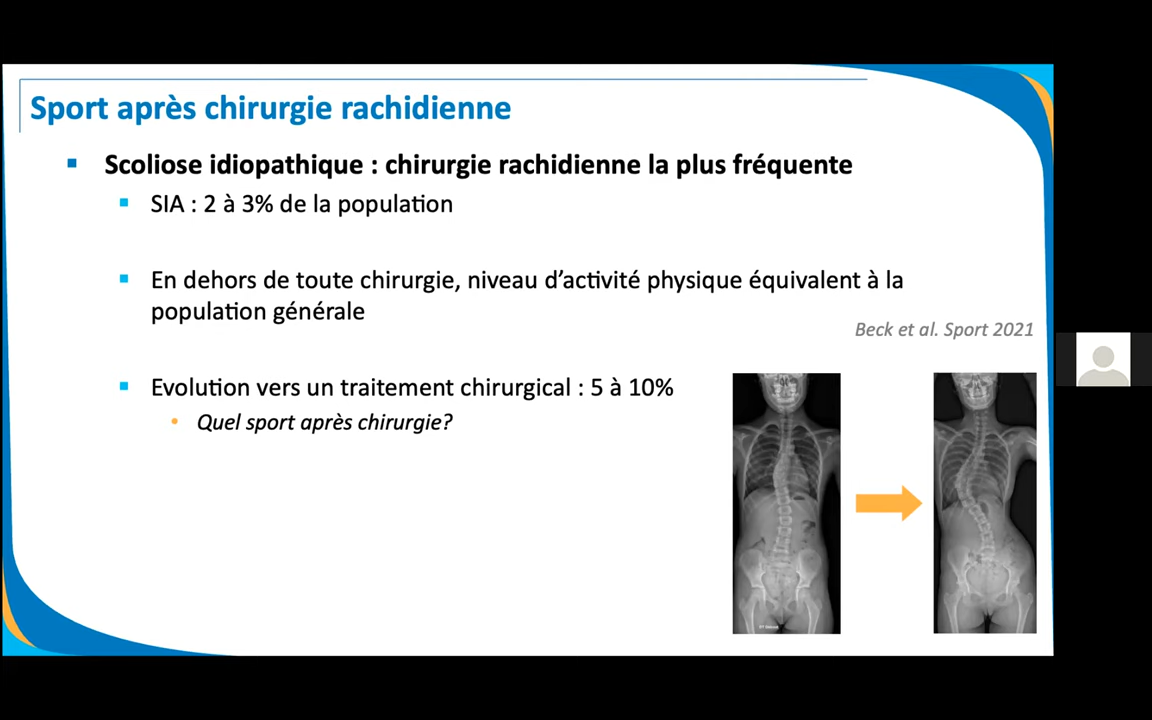 Sport après chirurgie rachidienne
Scoliose idiopathique : chirurgie rachidienne la plus fréquente
SIA : 2 à 3% de la population
En dehors de toute chirurgie, niveau d'activité physique équivalent à la
population générale
Beck et al. Sport 2021
Evolution vers un traitement chirurgical : 5 à 10%
Quel sport après chirurgie?